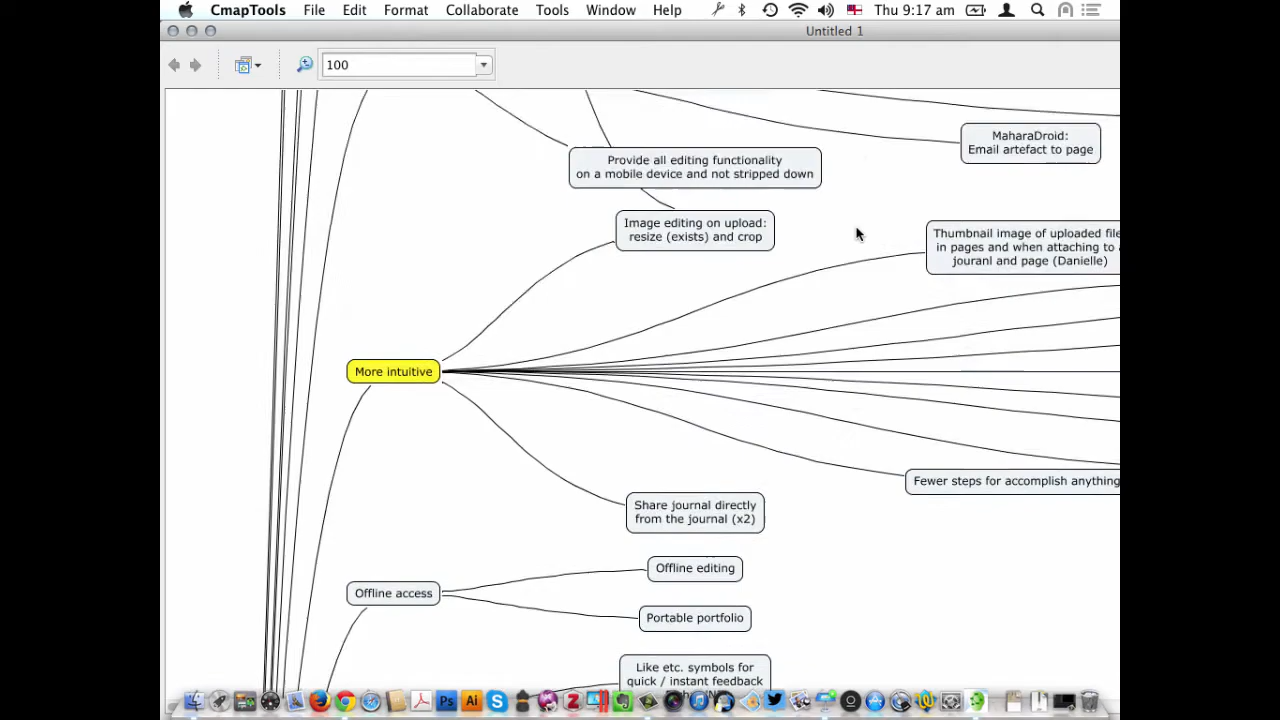 CmapTools File Edit Format Collaborate Tools Window Help Thu 9:17 am
Untitled 1
100
MaharaDroid:
Email artefact to page
Provide all editing functionality
on a mobile device and not stripped down
Image editing on upload:
resize (exists) and crop
Thumbnail image of uploaded file
in pages and when attaching to a
jouranl and page (Danielle)
More intuitive
Fewer steps for accomplish anything
Share journal directly
from the journal (x2)
Offline editing
Offline access
Portable portfolio
Like etc. symbols for
quick / instant feedback